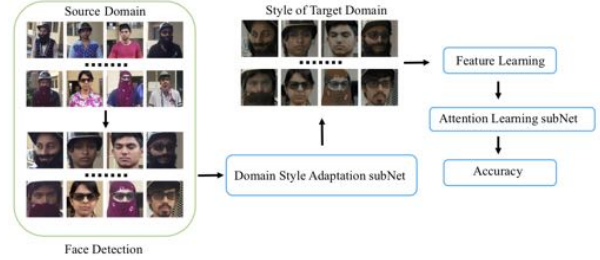 Source Domain
Style of Target Domain
Feature Learning
Attention Learning subNet
Domain Style Adaptation subNet
Accuracy
Face Detection